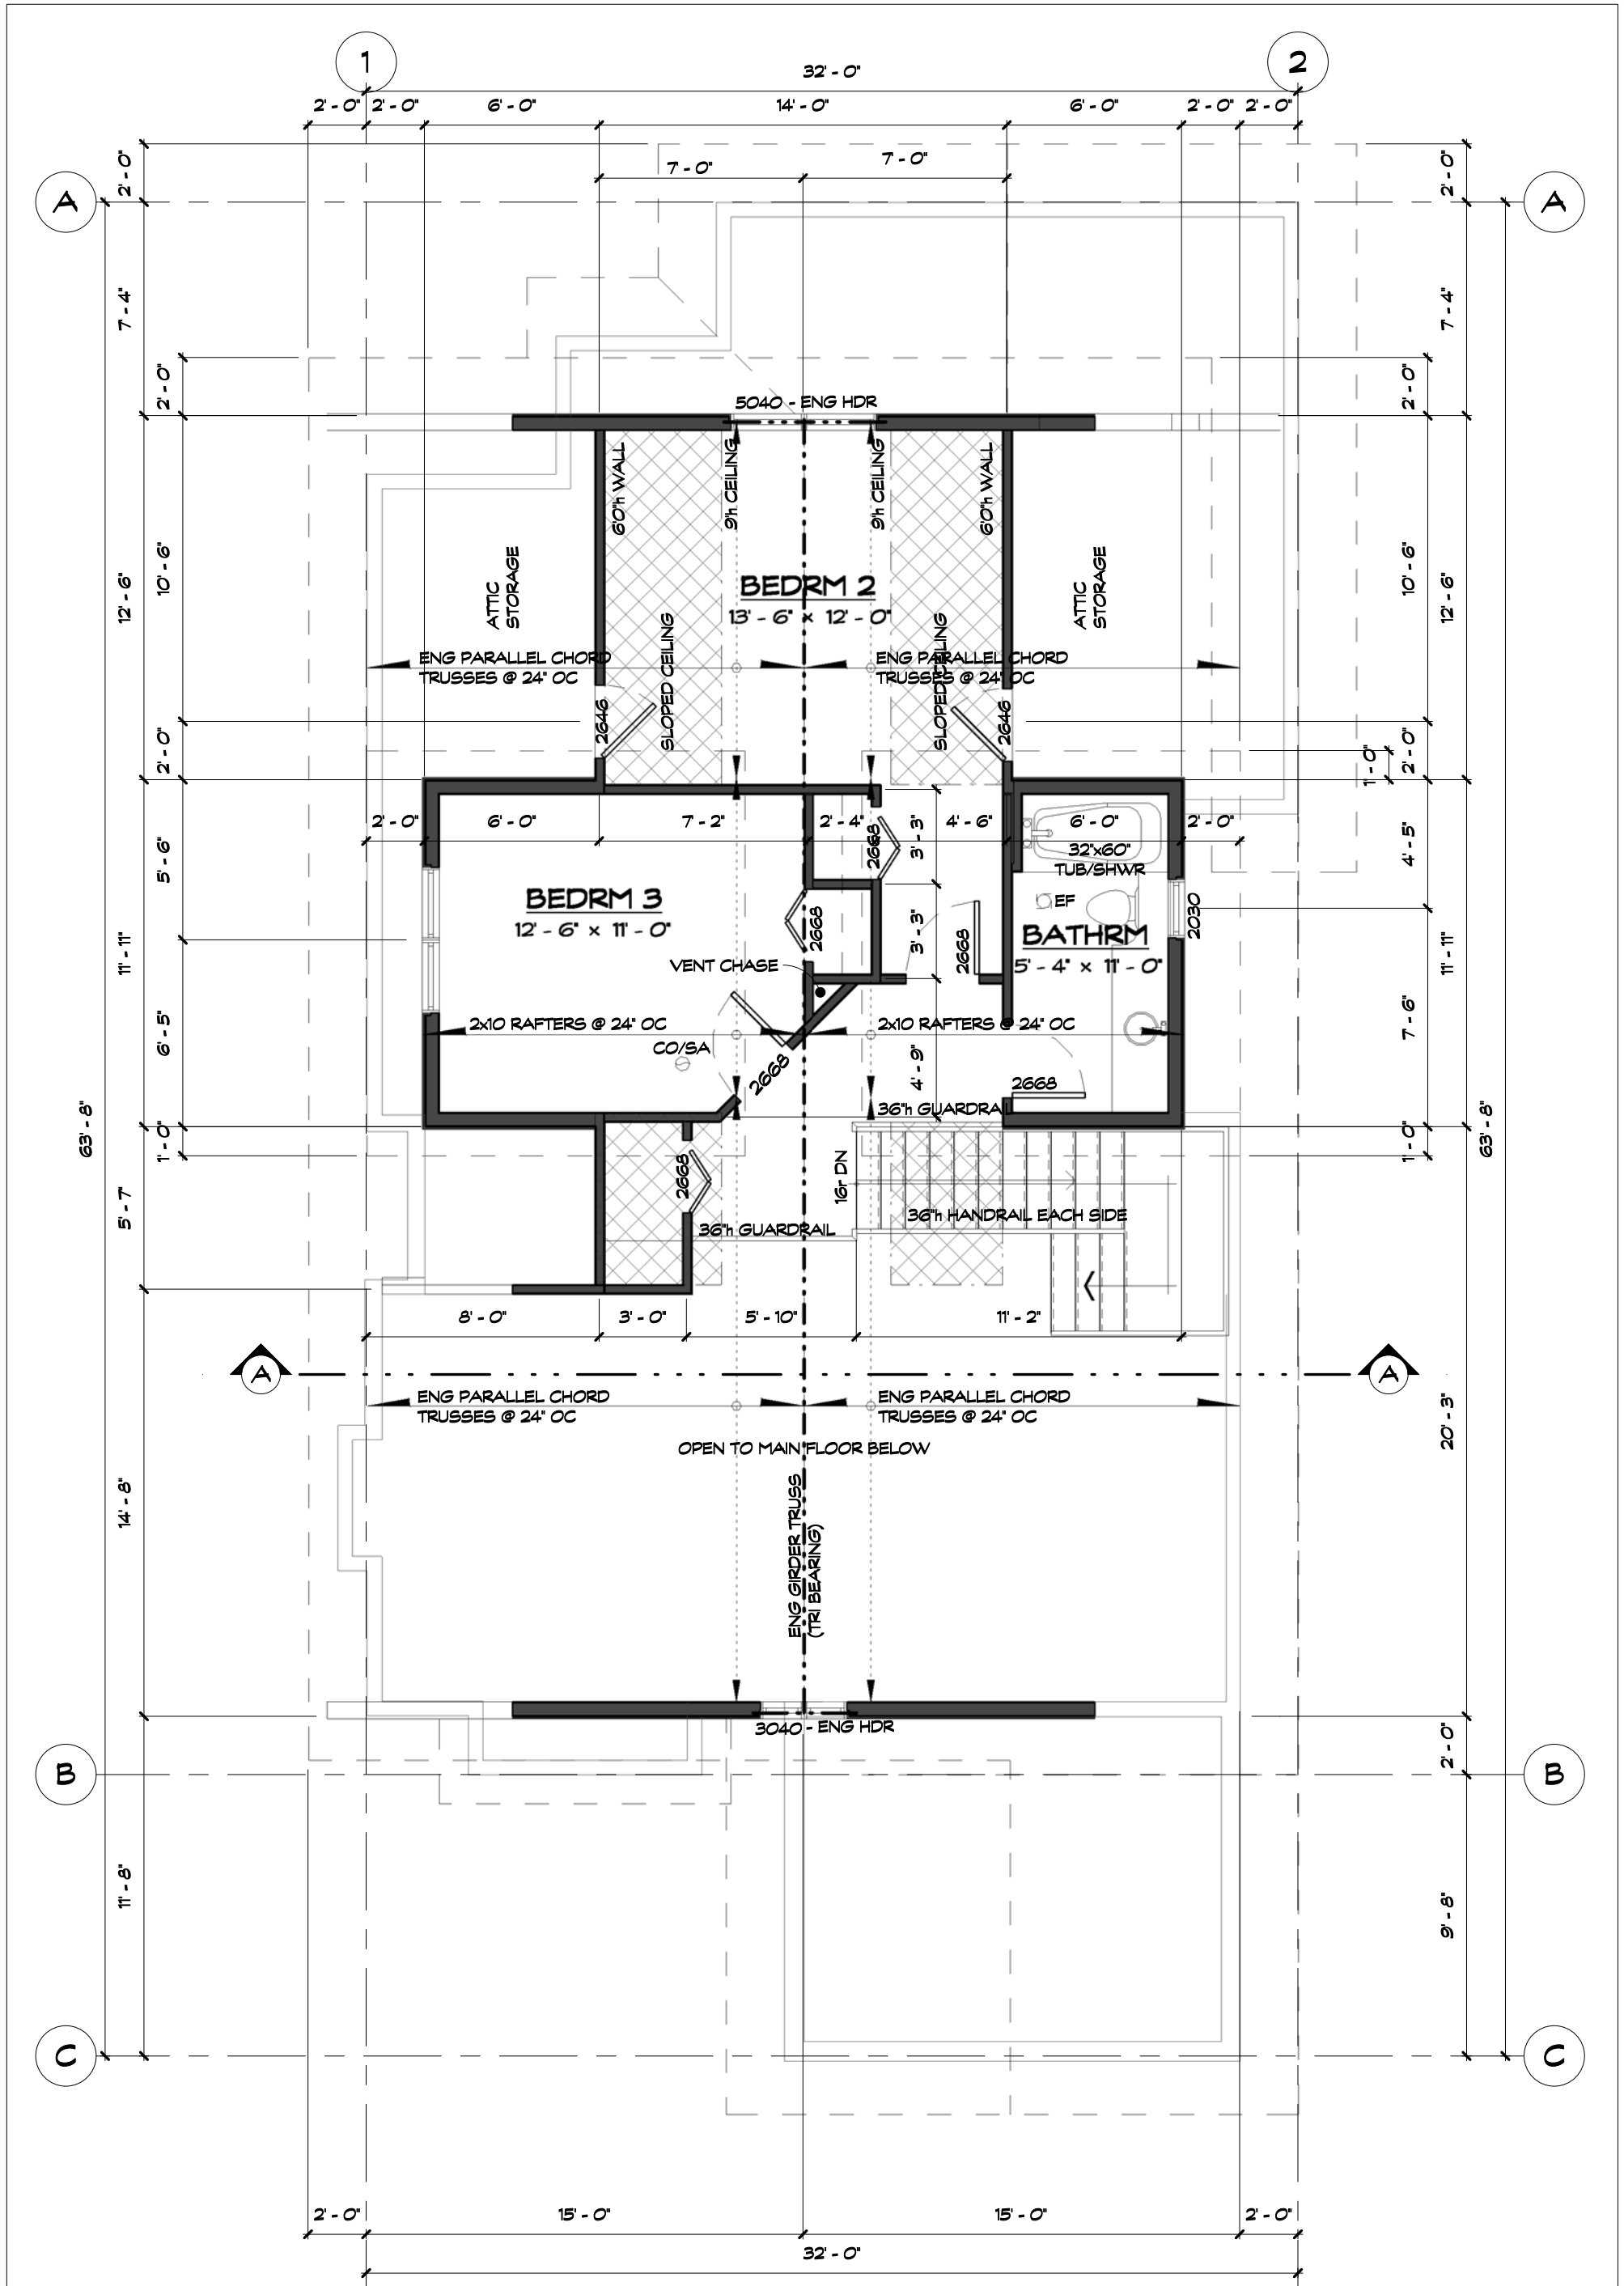 1
2
32' - 0"
2' - 0"
2' - 0"
6' - 0"
14' - 0"
6' - 0"
2' - 0"
2' - 0"
7' - 0"
7' - 0"
A
A
2' - 0"
2' - 0"
7' - 4"
7' - 4"
2' - 0"
2' - 0"
5040 - ENG HDR
6'0"h WALL
9'h CEILING
9'h CEILING
6'0"h WALL
12' - 6"
10' - 6"
ATTIC
STORAGE
BEDRM 2
13' - 6" x 12' - 0"
ATTIC
STORAGE
10' - 6"
12' - 6"
ENG PARALLEL CHORD
TRUSSES @ 24" OC
ENG PARALLEL CHORD
TRUSSES @ 24" OC
SLOPED CEILING
SLOPED CEILING
2646
2646
2' - 0"
2' - 0"
1' - 0"
2' - 0"
6' - 0"
7' - 2"
2' - 4"
4' - 6"
6' - 0"
2' - 0"
5' - 6"
2668
3' - 3"
32"x60"
TUB/SHWR
4' - 5"
BEDRM 3
12' - 6" x 11' - 0"
2668
3' - 3"
2668
EF
2030
BATHRM
5' - 4" x 11' - 0"
11' - 11"
11' - 11"
VENT CHASE
6' - 5"
7' - 6"
2x10 RAFTERS @ 24" OC
2x10 RAFTERS @ 24" OC
CO/SA
2668
4' - 9"
2668
36"h GUARDRAIL
63' - 8"
63' - 8"
1' - 0"
1' - 0"
2668
16r DN
5' - 7"
36"h HANDRAIL EACH SIDE
36"h GUARDRAIL
8' - 0"
3' - 0"
5' - 10"
11' - 2"
A
A
ENG PARALLEL CHORD
TRUSSES @ 24" OC
ENG PARALLEL CHORD
TRUSSES @ 24" OC
20' - 3"
OPEN TO MAIN FLOOR BELOW
14' - 8"
ENG GIRDER TRUSS
(TRI BEARING)
3040 - ENG HDR
2' - 0"
B
B
11' - 8"
9' - 8"
C
C
2' - 0"
15' - 0"
15' - 0"
2' - 0"
32' - 0"